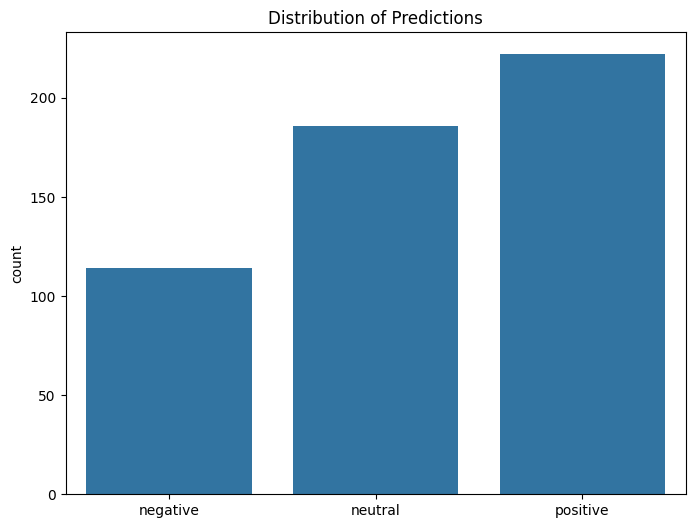 Distribution of Predictions
200
150
100
50
0
count
negative
neutral
positive